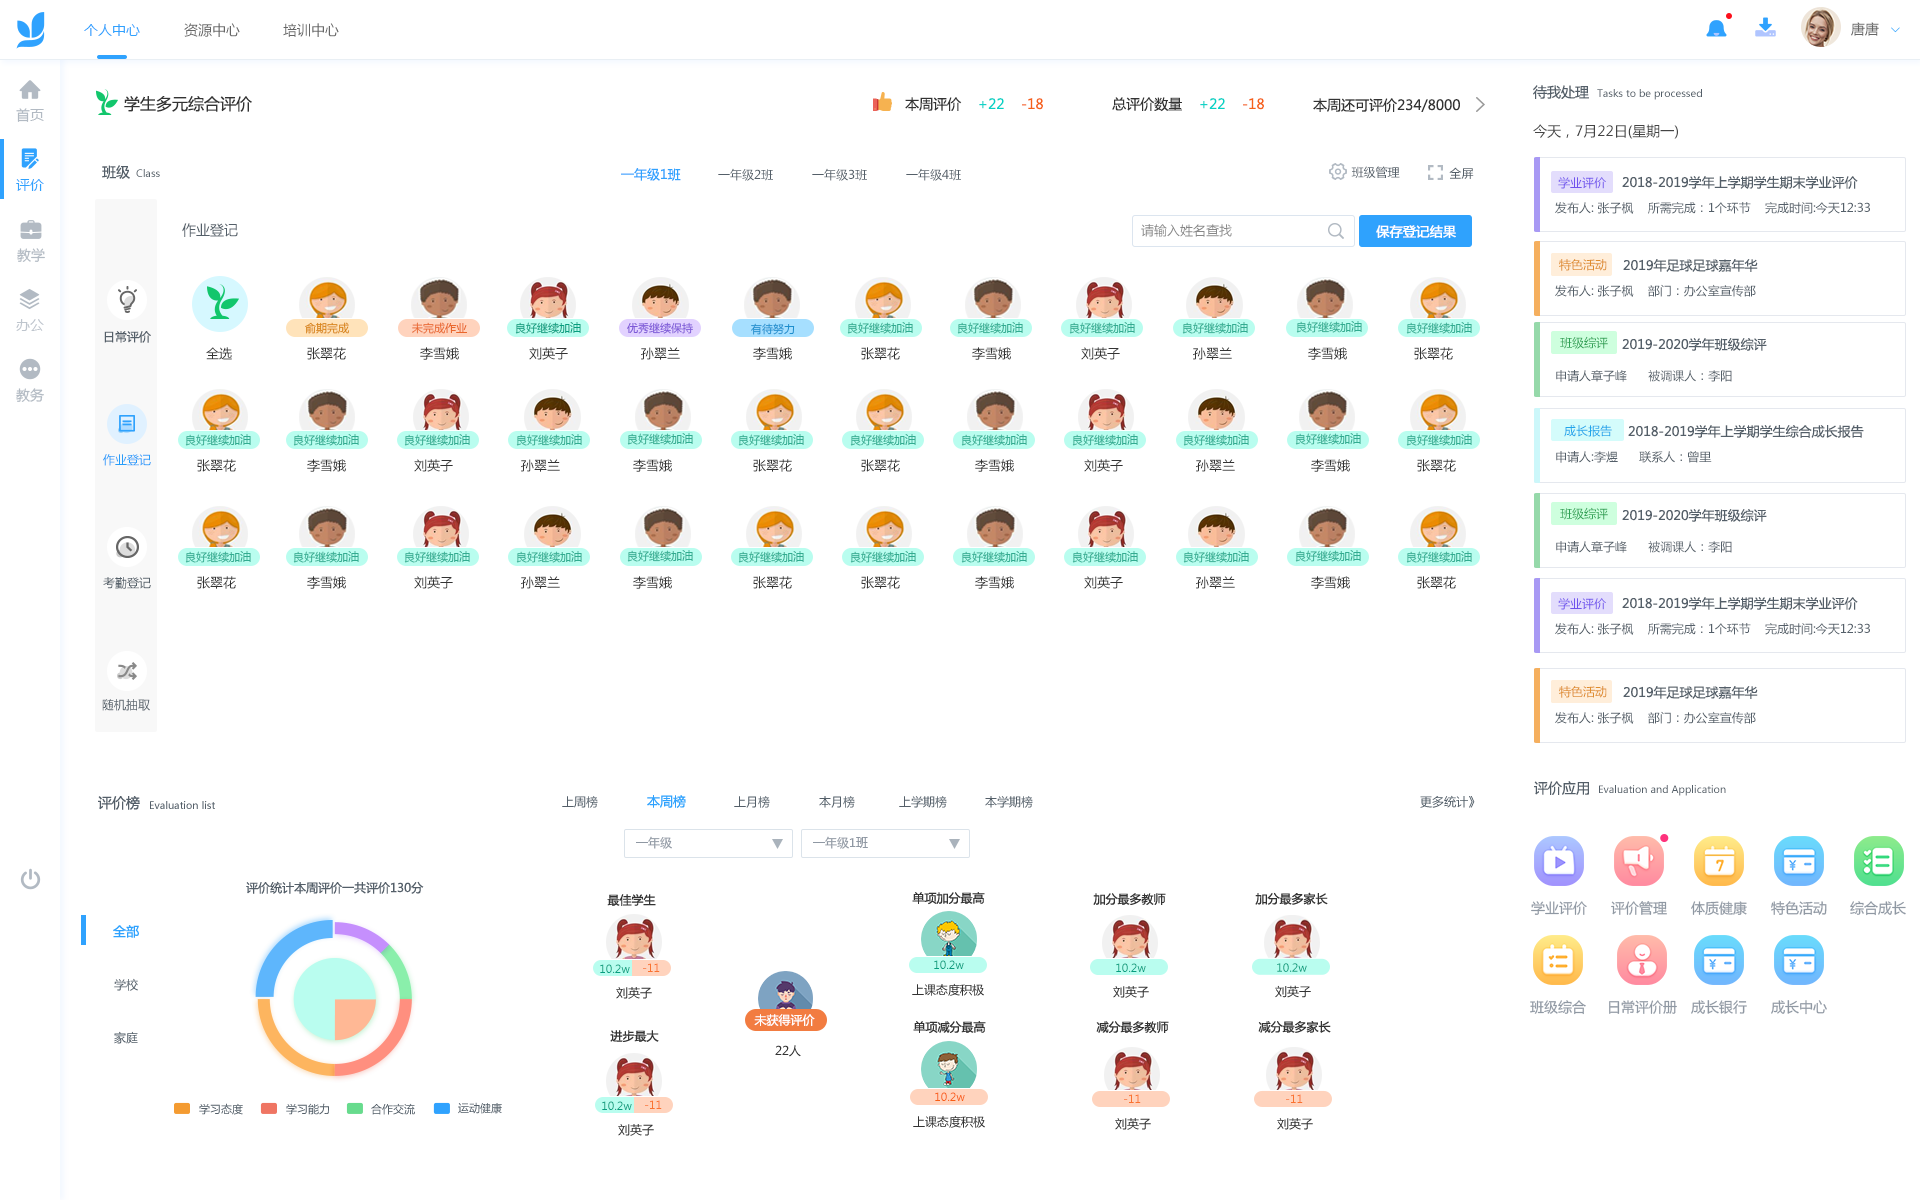 个人中心 资源中心 培训中心 唐唐
首页
评价
教学
办公
教务
学生多元综合评价 本周评价 +22 -18 总评价数量 +22 -18 本周还可评价234/8000
班级 Class 一年级1班 一年级2班 一年级3班 一年级4班 班级管理 全屏
日常评价
作业登记
考勤登记
随机抽取
作业登记 请输入姓名查找 保存登记结果
俞期完成 未完成作业 良好继续加油 优秀继续保持 有待努力 良好继续加油 良好继续加油 良好继续加油 良好继续加油 良好继续加油 良好继续加油
全选 张翠花 李雪娥 刘英子 孙翠兰 李雪娥 张翠花 李雪娥 刘英子 孙翠兰 李雪娥 张翠花
良好继续加油 良好继续加油 良好继续加油 良好继续加油 良好继续加油 良好继续加油 良好继续加油 良好继续加油 良好继续加油 良好继续加油 良好继续加油 良好继续加油
张翠花 李雪娥 刘英子 孙翠兰 李雪娥 张翠花 张翠花 李雪娥 刘英子 孙翠兰 李雪娥 张翠花
良好继续加油 良好继续加油 良好继续加油 良好继续加油 良好继续加油 良好继续加油 良好继续加油 良好继续加油 良好继续加油 良好继续加油 良好继续加油 良好继续加油
张翠花 李雪娥 刘英子 孙翠兰 李雪娥 张翠花 张翠花 李雪娥 刘英子 孙翠兰 李雪娥 张翠花
待我处理 Tasks to be processed
今天，7月22日(星期一)
学业评价 2018-2019学年上学期学生期末学业评价
发布人: 张子枫 所需完成：1个环节 完成时间:今天12:33
特色活动 2019年足球足球嘉年华
发布人: 张子枫 部门：办公室宣传部
班级综评 2019-2020学年班级综评
申请人章子峰 被调课人：李阳
成长报告 2018-2019学年上学期学生综合成长报告
申请人:李煜 联系人：曾里
班级综评 2019-2020学年班级综评
申请人章子峰 被调课人：李阳
学业评价 2018-2019学年上学期学生期末学业评价
发布人: 张子枫 所需完成：1个环节 完成时间:今天12:33
特色活动 2019年足球足球嘉年华
发布人: 张子枫 部门：办公室宣传部
评价榜 Evaluation list 上周榜 本周榜 上月榜 本月榜 上学期榜 本学期榜 更多统计》
一年级 一年级1班
全部
学校
家庭
评价统计本周评价一共评价130分
学习态度 学习能力 合作交流 运动健康
最佳学生
10.2w -11
刘英子
进步最大
10.2w -11
刘英子
未获得评价
22人
单项加分最高 加分最多教师 加分最多家长
10.2w 10.2w 10.2w
上课态度积极 刘英子 刘英子
单项减分最高 减分最多教师 减分最多家长
10.2w -11 -11
上课态度积极 刘英子 刘英子
评价应用 Evaluation and Application
7 ¥
学业评价 评价管理 体质健康 特色活动 综合成长
¥ ¥
班级综合 日常评价册 成长银行 成长中心